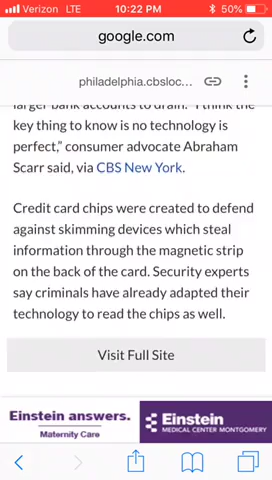 Verizon LTE 10:22 PM 50%
google.com
philadelphia.cbsloc...
larger bank accounts to drain. "I think the
key thing to know is no technology is
perfect," consumer advocate Abraham
Scarr said, via CBS New York.
Credit card chips were created to defend
against skimming devices which steal
information through the magnetic strip
on the back of the card. Security experts
say criminals have already adapted their
technology to read the chips as well.
Visit Full Site
Einstein answers.
Maternity Care
Einstein
MEDICAL CENTER MONTGOMERY